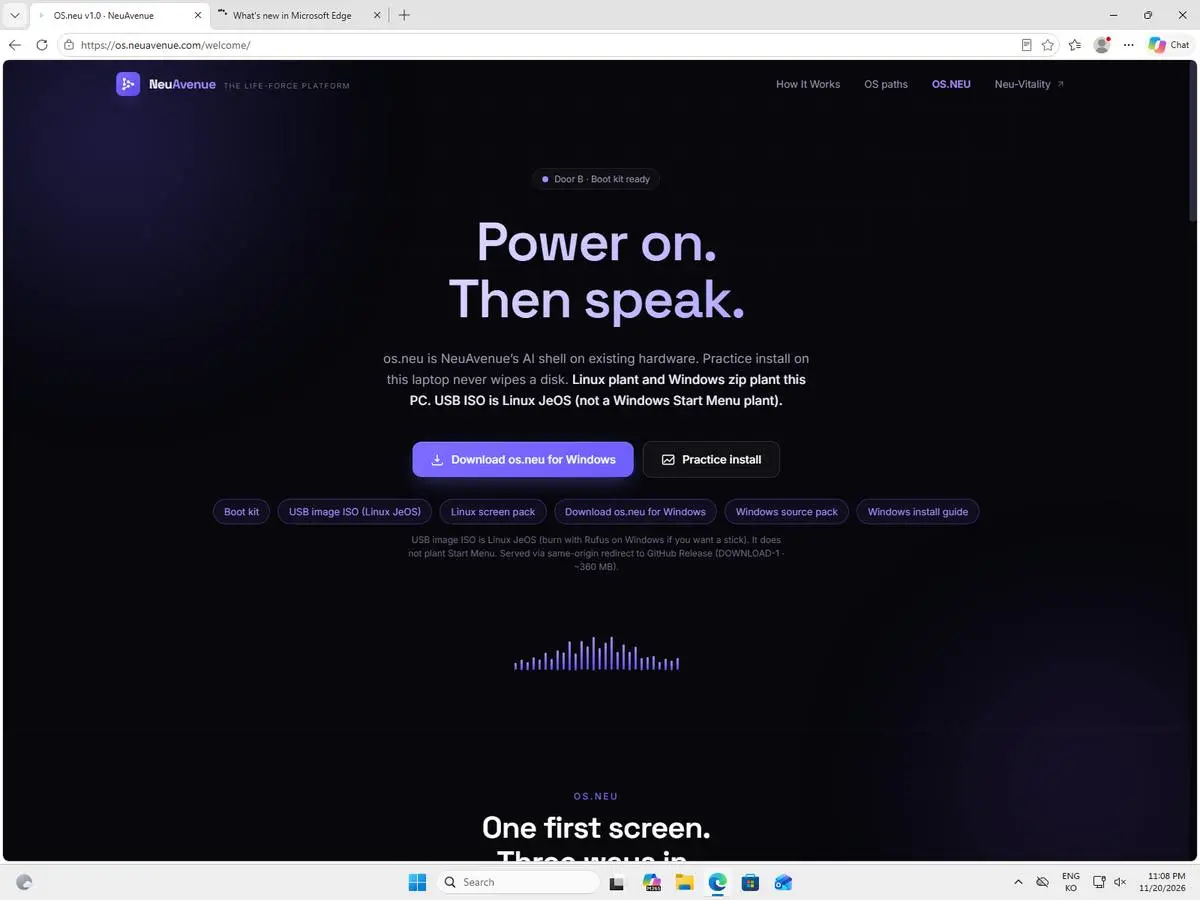 OS.neu v1.0 · NeuAvenue
What's new in Microsoft Edge
https://os.neuavenue.com/welcome/
Chat
NeuAvenue THE LIFE-FORCE PLATFORM
How It Works OS paths OS.NEU Neu-Vitality ↗
Door B · Boot kit ready
Power on.
Then speak.
os.neu is NeuAvenue's AI shell on existing hardware. Practice install on
this laptop never wipes a disk. Linux plant and Windows zip plant this
PC. USB ISO is Linux JeOS (not a Windows Start Menu plant).
Download os.neu for Windows
Practice install
Boot kit
USB image ISO (Linux JeOS)
Linux screen pack
Download os.neu for Windows
Windows source pack
Windows install guide
USB image ISO is Linux JeOS (burn with Rufus on Windows if you want a stick). It does
not plant Start Menu. Served via same-origin redirect to GitHub Release (DOWNLOAD-1 ·
~360 MB).
OS.NEU
One first screen.
Three ways in.
Search
M365
ENG
KO
11:08 PM
11/20/2026